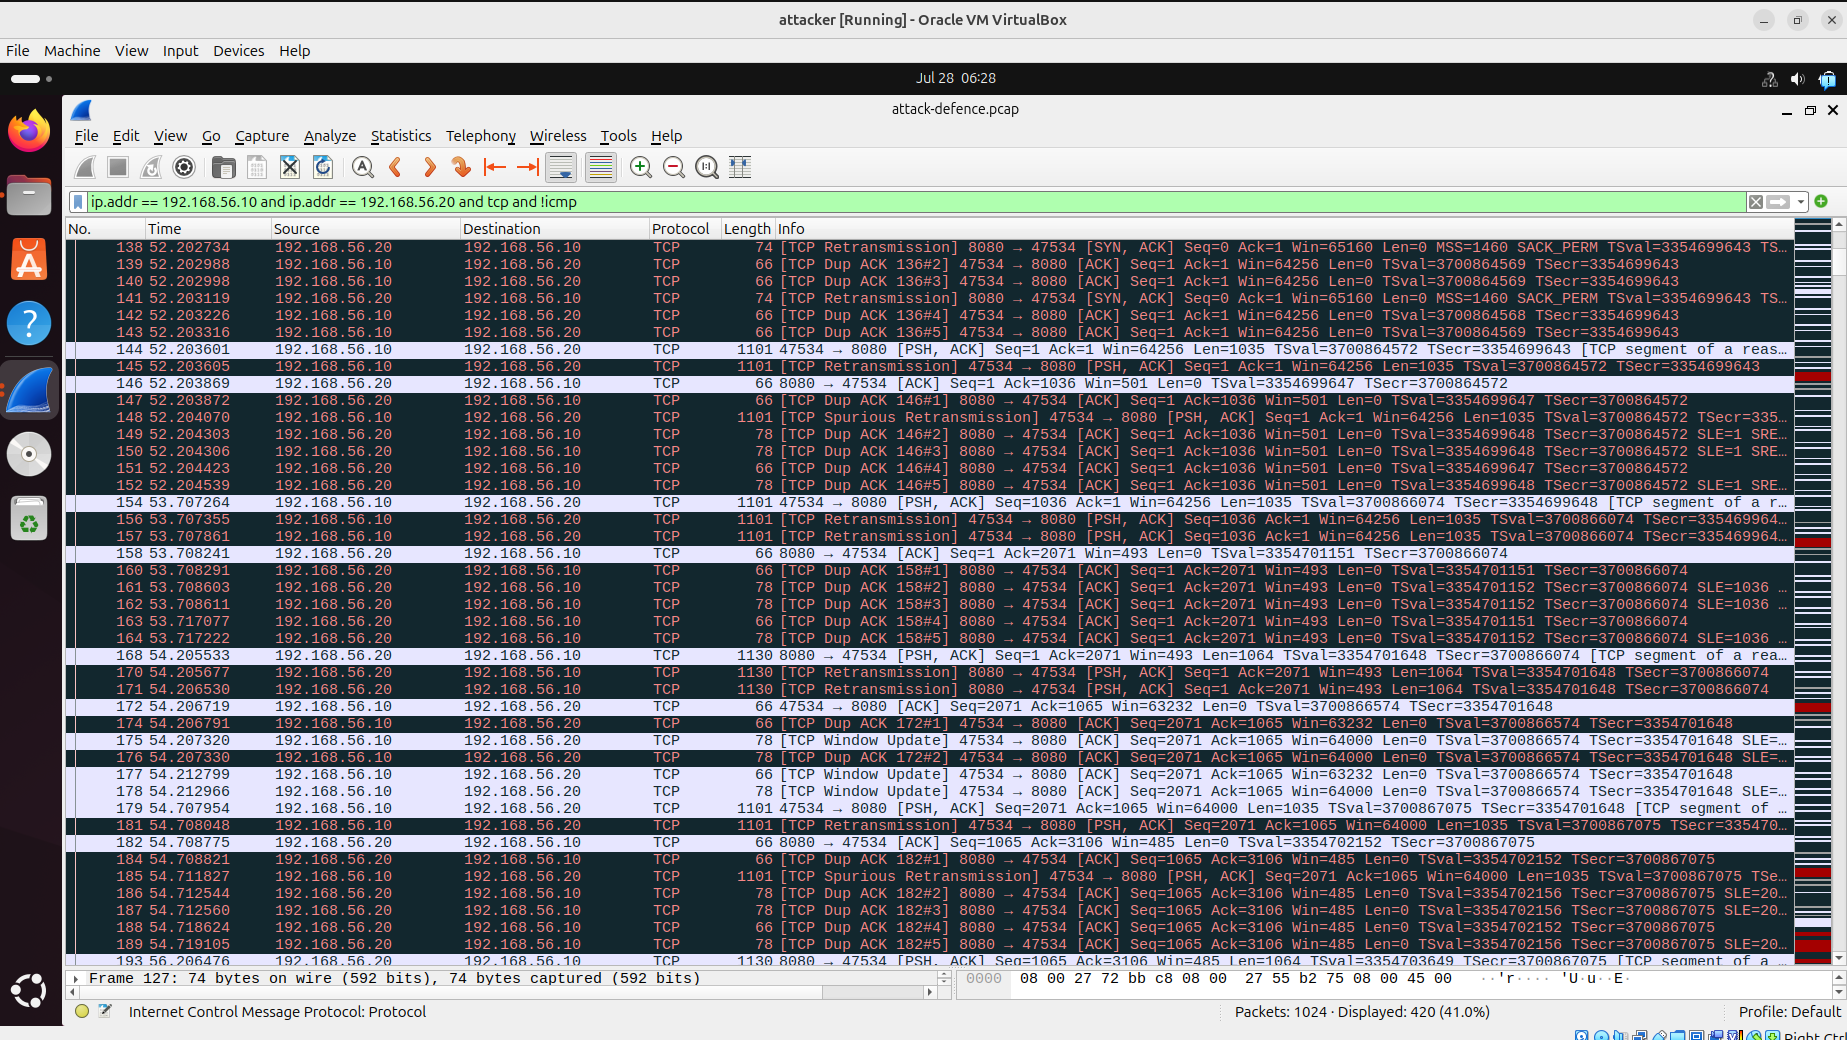 attacker [Running] - Oracle VM VirtualBox
File Machine View Input Devices Help
Jul 28 06:28
attack-defence.pcap
File Edit View Go Capture Analyze Statistics Telephony Wireless Tools Help
ip.addr == 192.168.56.10 and ip.addr == 192.168.56.20 and tcp and !icmp
No. Time Source Destination Protocol Length Info
138 52.202734 192.168.56.20 192.168.56.10 TCP 74 [TCP Retransmission] 8080 → 47534 [SYN, ACK] Seq=0 Ack=1 Win=65160 Len=0 MSS=1460 SACK_PERM TSval=3354699643 TS…
139 52.202988 192.168.56.10 192.168.56.20 TCP 66 [TCP Dup ACK 136#2] 47534 → 8080 [ACK] Seq=1 Ack=1 Win=64256 Len=0 TSval=3700864569 TSecr=3354699643
140 52.202998 192.168.56.10 192.168.56.20 TCP 66 [TCP Dup ACK 136#3] 47534 → 8080 [ACK] Seq=1 Ack=1 Win=64256 Len=0 TSval=3700864569 TSecr=3354699643
141 52.203119 192.168.56.20 192.168.56.10 TCP 74 [TCP Retransmission] 8080 → 47534 [SYN, ACK] Seq=0 Ack=1 Win=65160 Len=0 MSS=1460 SACK_PERM TSval=3354699643 TS…
142 52.203226 192.168.56.10 192.168.56.20 TCP 66 [TCP Dup ACK 136#4] 47534 → 8080 [ACK] Seq=1 Ack=1 Win=64256 Len=0 TSval=3700864568 TSecr=3354699643
143 52.203316 192.168.56.10 192.168.56.20 TCP 66 [TCP Dup ACK 136#5] 47534 → 8080 [ACK] Seq=1 Ack=1 Win=64256 Len=0 TSval=3700864569 TSecr=3354699643
144 52.203601 192.168.56.10 192.168.56.20 TCP 1101 47534 → 8080 [PSH, ACK] Seq=1 Ack=1 Win=64256 Len=1035 TSval=3700864572 TSecr=3354699643 [TCP segment of a reas…
145 52.203605 192.168.56.10 192.168.56.20 TCP 1101 [TCP Retransmission] 47534 → 8080 [PSH, ACK] Seq=1 Ack=1 Win=64256 Len=1035 TSval=3700864572 TSecr=3354699643
146 52.203869 192.168.56.20 192.168.56.10 TCP 66 8080 → 47534 [ACK] Seq=1 Ack=1036 Win=501 Len=0 TSval=3354699647 TSecr=3700864572
147 52.203872 192.168.56.20 192.168.56.10 TCP 66 [TCP Dup ACK 146#1] 8080 → 47534 [ACK] Seq=1 Ack=1036 Win=501 Len=0 TSval=3354699647 TSecr=3700864572
148 52.204070 192.168.56.10 192.168.56.20 TCP 1101 [TCP Spurious Retransmission] 47534 → 8080 [PSH, ACK] Seq=1 Ack=1 Win=64256 Len=1035 TSval=3700864572 TSecr=335…
149 52.204303 192.168.56.20 192.168.56.10 TCP 78 [TCP Dup ACK 146#2] 8080 → 47534 [ACK] Seq=1 Ack=1036 Win=501 Len=0 TSval=3354699648 TSecr=3700864572 SLE=1 SRE…
150 52.204306 192.168.56.20 192.168.56.10 TCP 78 [TCP Dup ACK 146#3] 8080 → 47534 [ACK] Seq=1 Ack=1036 Win=501 Len=0 TSval=3354699648 TSecr=3700864572 SLE=1 SRE…
151 52.204423 192.168.56.20 192.168.56.10 TCP 66 [TCP Dup ACK 146#4] 8080 → 47534 [ACK] Seq=1 Ack=1036 Win=501 Len=0 TSval=3354699647 TSecr=3700864572
152 52.204539 192.168.56.20 192.168.56.10 TCP 78 [TCP Dup ACK 146#5] 8080 → 47534 [ACK] Seq=1 Ack=1036 Win=501 Len=0 TSval=3354699648 TSecr=3700864572 SLE=1 SRE…
154 53.707264 192.168.56.10 192.168.56.20 TCP 1101 47534 → 8080 [PSH, ACK] Seq=1036 Ack=1 Win=64256 Len=1035 TSval=3700866074 TSecr=3354699648 [TCP segment of a r…
156 53.707355 192.168.56.10 192.168.56.20 TCP 1101 [TCP Retransmission] 47534 → 8080 [PSH, ACK] Seq=1036 Ack=1 Win=64256 Len=1035 TSval=3700866074 TSecr=335469964…
157 53.707861 192.168.56.10 192.168.56.20 TCP 1101 [TCP Retransmission] 47534 → 8080 [PSH, ACK] Seq=1036 Ack=1 Win=64256 Len=1035 TSval=3700866074 TSecr=335469964…
158 53.708241 192.168.56.20 192.168.56.10 TCP 66 8080 → 47534 [ACK] Seq=1 Ack=2071 Win=493 Len=0 TSval=3354701151 TSecr=3700866074
160 53.708291 192.168.56.20 192.168.56.10 TCP 66 [TCP Dup ACK 158#1] 8080 → 47534 [ACK] Seq=1 Ack=2071 Win=493 Len=0 TSval=3354701151 TSecr=3700866074
161 53.708603 192.168.56.20 192.168.56.10 TCP 78 [TCP Dup ACK 158#2] 8080 → 47534 [ACK] Seq=1 Ack=2071 Win=493 Len=0 TSval=3354701152 TSecr=3700866074 SLE=1036 …
162 53.708611 192.168.56.20 192.168.56.10 TCP 78 [TCP Dup ACK 158#3] 8080 → 47534 [ACK] Seq=1 Ack=2071 Win=493 Len=0 TSval=3354701152 TSecr=3700866074 SLE=1036 …
163 53.717077 192.168.56.20 192.168.56.10 TCP 66 [TCP Dup ACK 158#4] 8080 → 47534 [ACK] Seq=1 Ack=2071 Win=493 Len=0 TSval=3354701151 TSecr=3700866074
164 53.717222 192.168.56.20 192.168.56.10 TCP 78 [TCP Dup ACK 158#5] 8080 → 47534 [ACK] Seq=1 Ack=2071 Win=493 Len=0 TSval=3354701152 TSecr=3700866074 SLE=1036 …
168 54.205533 192.168.56.20 192.168.56.10 TCP 1130 8080 → 47534 [PSH, ACK] Seq=1 Ack=2071 Win=493 Len=1064 TSval=3354701648 TSecr=3700866074 [TCP segment of a rea…
170 54.205677 192.168.56.20 192.168.56.10 TCP 1130 [TCP Retransmission] 8080 → 47534 [PSH, ACK] Seq=1 Ack=2071 Win=493 Len=1064 TSval=3354701648 TSecr=3700866074
171 54.206530 192.168.56.20 192.168.56.10 TCP 1130 [TCP Retransmission] 8080 → 47534 [PSH, ACK] Seq=1 Ack=2071 Win=493 Len=1064 TSval=3354701648 TSecr=3700866074
172 54.206719 192.168.56.10 192.168.56.20 TCP 66 47534 → 8080 [ACK] Seq=2071 Ack=1065 Win=63232 Len=0 TSval=3700866574 TSecr=3354701648
174 54.206791 192.168.56.10 192.168.56.20 TCP 66 [TCP Dup ACK 172#1] 47534 → 8080 [ACK] Seq=2071 Ack=1065 Win=63232 Len=0 TSval=3700866574 TSecr=3354701648
175 54.207320 192.168.56.10 192.168.56.20 TCP 78 [TCP Window Update] 47534 → 8080 [ACK] Seq=2071 Ack=1065 Win=64000 Len=0 TSval=3700866574 TSecr=3354701648 SLE=…
176 54.207330 192.168.56.10 192.168.56.20 TCP 78 [TCP Dup ACK 172#2] 47534 → 8080 [ACK] Seq=2071 Ack=1065 Win=64000 Len=0 TSval=3700866574 TSecr=3354701648 SLE=…
177 54.212799 192.168.56.10 192.168.56.20 TCP 66 [TCP Window Update] 47534 → 8080 [ACK] Seq=2071 Ack=1065 Win=63232 Len=0 TSval=3700866574 TSecr=3354701648
178 54.212966 192.168.56.10 192.168.56.20 TCP 78 [TCP Window Update] 47534 → 8080 [ACK] Seq=2071 Ack=1065 Win=64000 Len=0 TSval=3700866574 TSecr=3354701648 SLE=…
179 54.707954 192.168.56.10 192.168.56.20 TCP 1101 47534 → 8080 [PSH, ACK] Seq=2071 Ack=1065 Win=64000 Len=1035 TSval=3700867075 TSecr=3354701648 [TCP segment of …
181 54.708048 192.168.56.10 192.168.56.20 TCP 1101 [TCP Retransmission] 47534 → 8080 [PSH, ACK] Seq=2071 Ack=1065 Win=64000 Len=1035 TSval=3700867075 TSecr=335470…
182 54.708775 192.168.56.20 192.168.56.10 TCP 66 8080 → 47534 [ACK] Seq=1065 Ack=3106 Win=485 Len=0 TSval=3354702152 TSecr=3700867075
184 54.708821 192.168.56.20 192.168.56.10 TCP 66 [TCP Dup ACK 182#1] 8080 → 47534 [ACK] Seq=1065 Ack=3106 Win=485 Len=0 TSval=3354702152 TSecr=3700867075
185 54.711827 192.168.56.10 192.168.56.20 TCP 1101 [TCP Spurious Retransmission] 47534 → 8080 [PSH, ACK] Seq=2071 Ack=1065 Win=64000 Len=1035 TSval=3700867075 TSe…
186 54.712544 192.168.56.20 192.168.56.10 TCP 78 [TCP Dup ACK 182#2] 8080 → 47534 [ACK] Seq=1065 Ack=3106 Win=485 Len=0 TSval=3354702156 TSecr=3700867075 SLE=20…
187 54.712560 192.168.56.20 192.168.56.10 TCP 78 [TCP Dup ACK 182#3] 8080 → 47534 [ACK] Seq=1065 Ack=3106 Win=485 Len=0 TSval=3354702156 TSecr=3700867075 SLE=20…
188 54.718624 192.168.56.20 192.168.56.10 TCP 66 [TCP Dup ACK 182#4] 8080 → 47534 [ACK] Seq=1065 Ack=3106 Win=485 Len=0 TSval=3354702152 TSecr=3700867075
189 54.719105 192.168.56.20 192.168.56.10 TCP 78 [TCP Dup ACK 182#5] 8080 → 47534 [ACK] Seq=1065 Ack=3106 Win=485 Len=0 TSval=3354702156 TSecr=3700867075 SLE=20…
193 56.206476 192.168.56.20 192.168.56.10 TCP 1130 8080 → 47534 [PSH, ACK] Seq=1065 Ack=3106 Win=485 Len=1064 TSval=3354703649 TSecr=3700867075 [TCP segment of a …
Frame 127: 74 bytes on wire (592 bits), 74 bytes captured (592 bits)
0000 08 00 27 72 bb c8 08 00 27 55 b2 75 08 00 45 00 ··'r···· 'U·u··E·
Internet Control Message Protocol: Protocol
Packets: 1024 · Displayed: 420 (41.0%)
Profile: Default
Right Ctrl